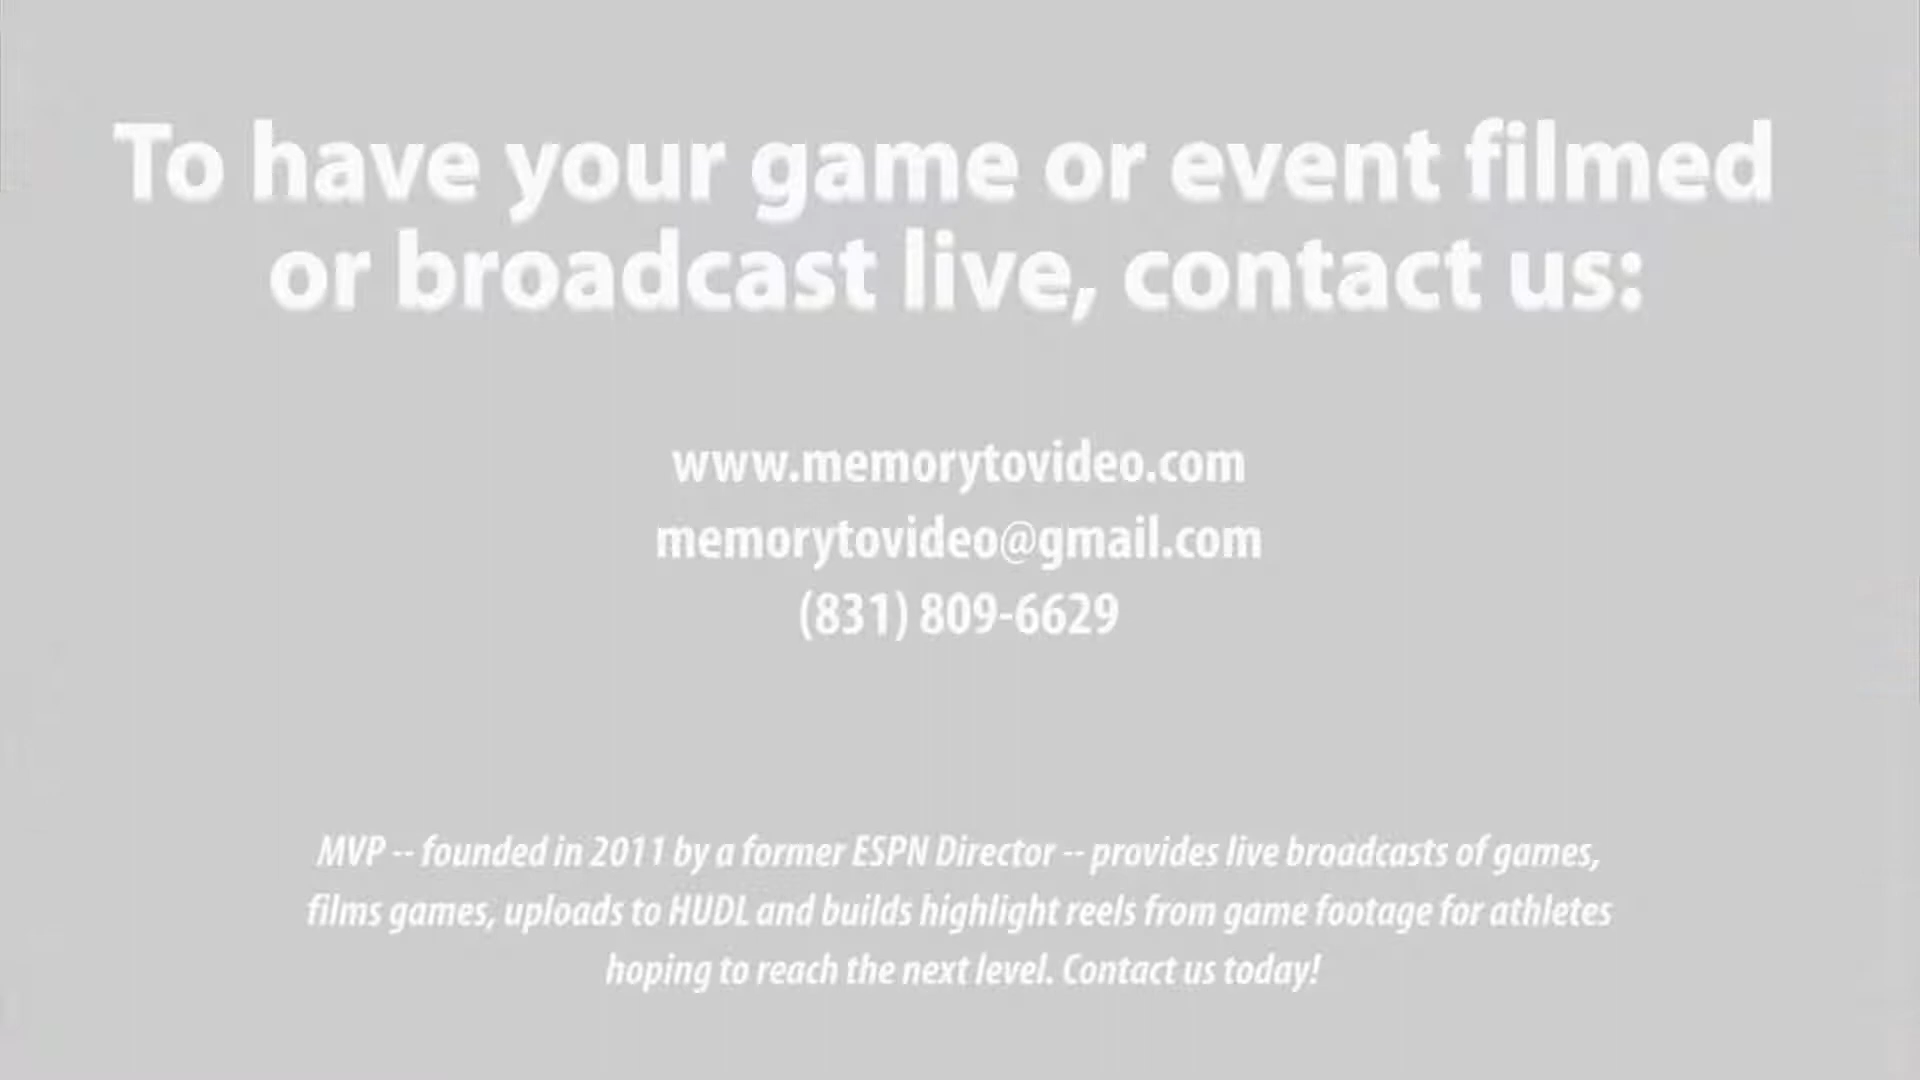 To have your game or event filmed
or broadcast live, contact us:
www.memorytovideo.com
memorytovideo@gmail.com
(831) 809-6629
MVP -- founded in 2011 by a former ESPN Director -- provides live broadcasts of games,
films games, uploads to HUDL and builds highlight reels from game footage for athletes
hoping to reach the next level. Contact us today!